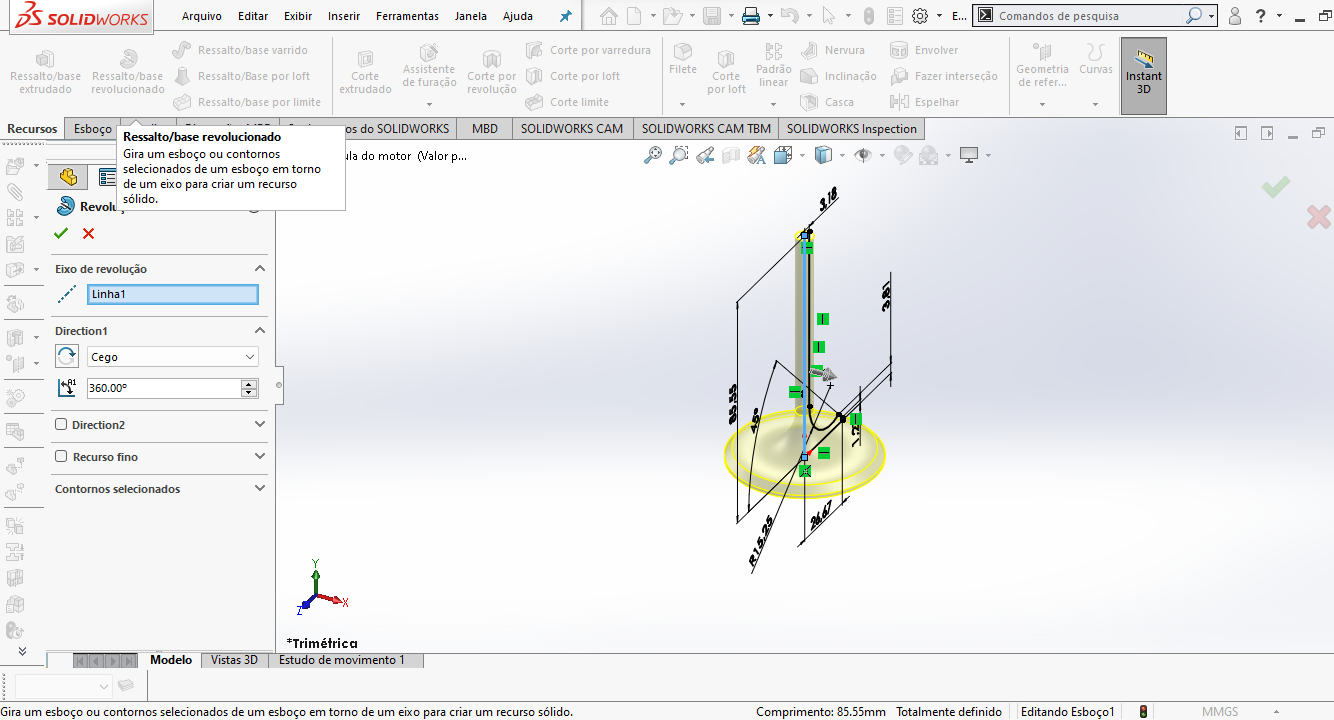 SOLIDWORKS
Arquivo Editar Exibir Inserir Ferramentas Janela Ajuda
E...
Comandos de pesquisa
Ressalto/base extrudado
Ressalto/base revolucionado
Ressalto/base varrido
Ressalto/Base por loft
Ressalto/base por limite
Corte extrudado
Assistente de furação
Corte por revolução
Corte por varredura
Corte por loft
Corte limite
Filete
Corte por loft
Padrão linear
Nervura
Inclinação
Casca
Envolver
Fazer interseção
Espelhar
Geometria de refer...
Curvas
Instant 3D
Recursos Esboço
os do SOLIDWORKS MBD SOLIDWORKS CAM SOLIDWORKS CAM TBM SOLIDWORKS Inspection
Ressalto/base revolucionado
Gira um esboço ou contornos
selecionados de um esboço em torno
de um eixo para criar um recurso
sólido.
ula do motor (Valor p...
Revolu
Eixo de revolução
Linha1
Direction1
Cego
A1
360.00º
Direction2
Recurso fino
Contornos selecionados
3.18
3.81
85.55
45°
R15.25
26.67
Y
X
Z
*Trimétrica
Modelo Vistas 3D Estudo de movimento 1
Gira um esboço ou contornos selecionados de um esboço em torno de um eixo para criar um recurso sólido.
Comprimento: 85.55mm Totalmente definido Editando Esboço1 MMGS